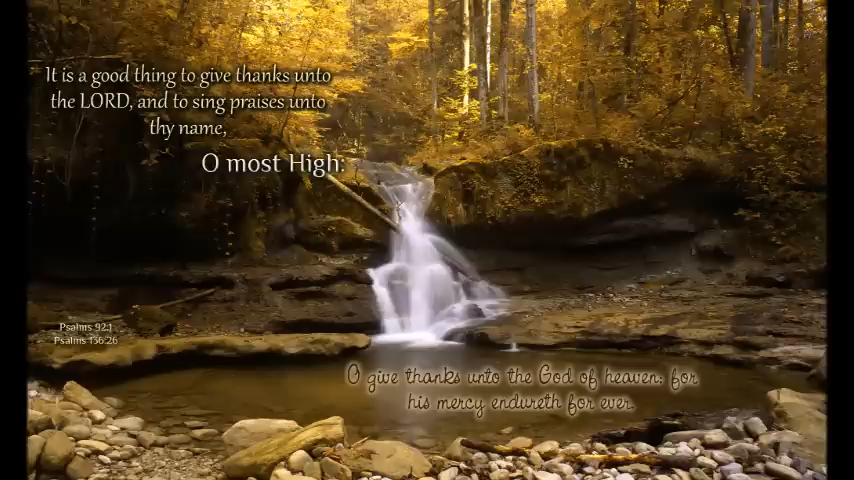 It is a good thing to give thanks unto
the LORD, and to sing praises unto
thy name,
O most High:
Psalms 92:1
Psalms 136:26
O give thanks unto the God of heaven: for
his mercy endureth for ever.